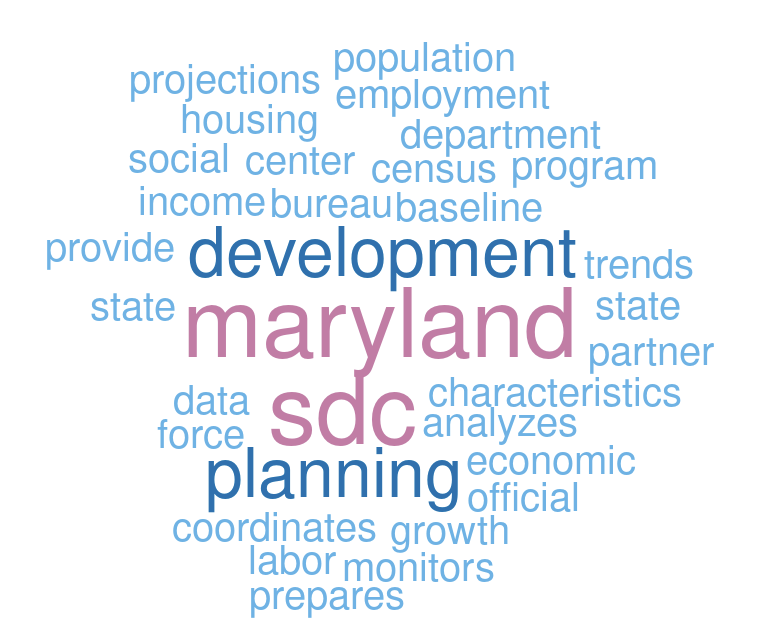 population
projections
employment
housing
department
social center census program
income bureau baseline
provide development trends
state maryland state
partner
data sdc characteristics
force analyzes
planning economic
official
coordinates growth
labor monitors
prepares